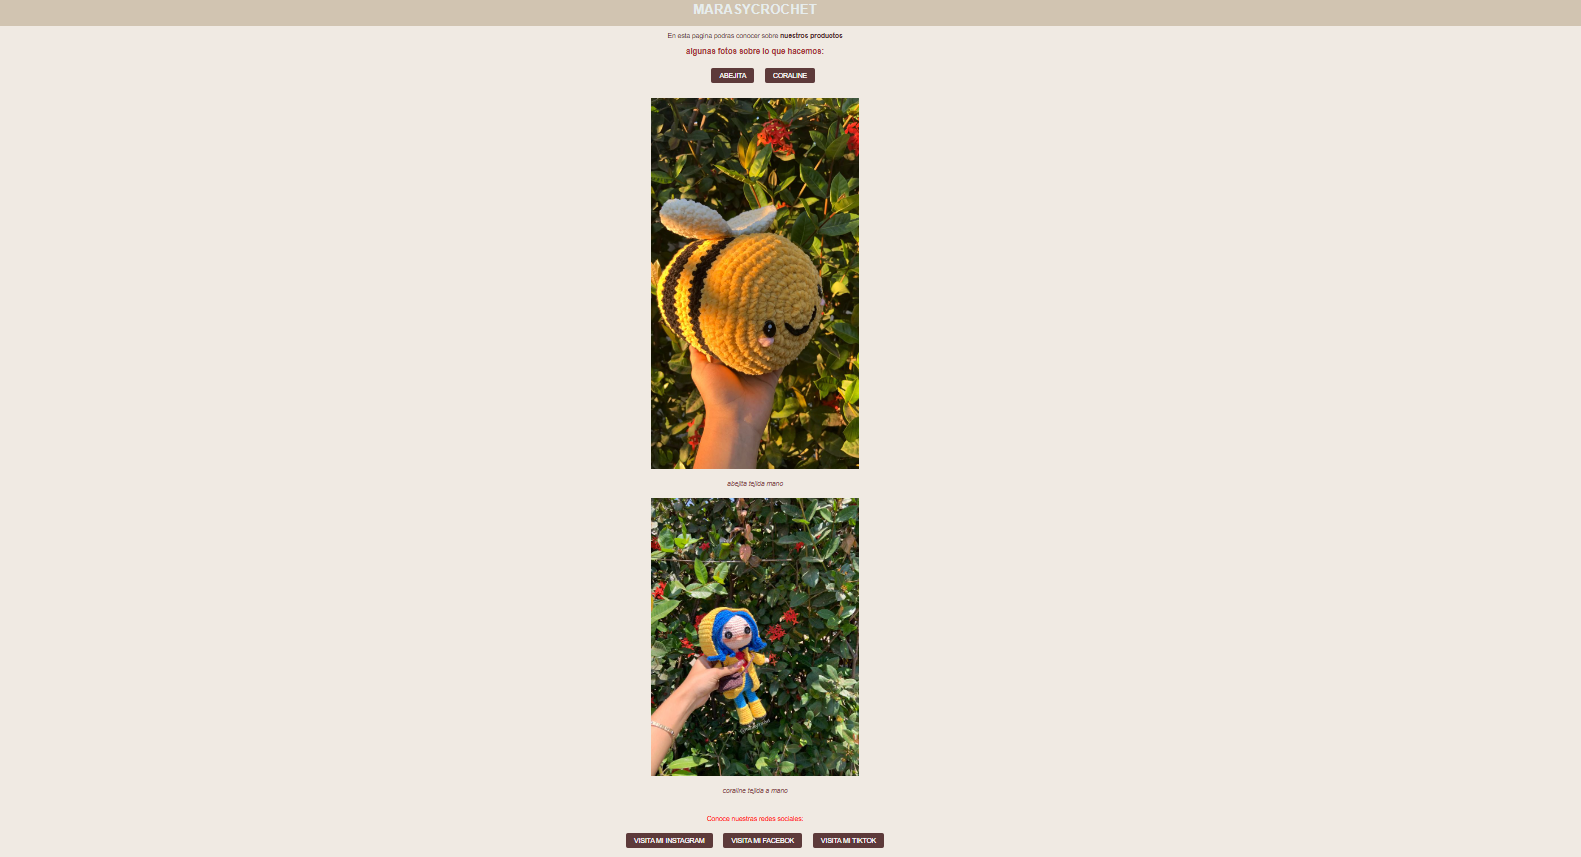 MARASYCROCHET
En esta pagina podras conocer sobre nuestros productos
algunas fotos sobre lo que hacemos:
ABEJITA CORALINE
abejita tejida mano
coraline tejida a mano
Conoce nuestras redes sociales:
VISITA MI INSTAGRAM VISITA MI FACEBOK VISITA MI TIKTOK